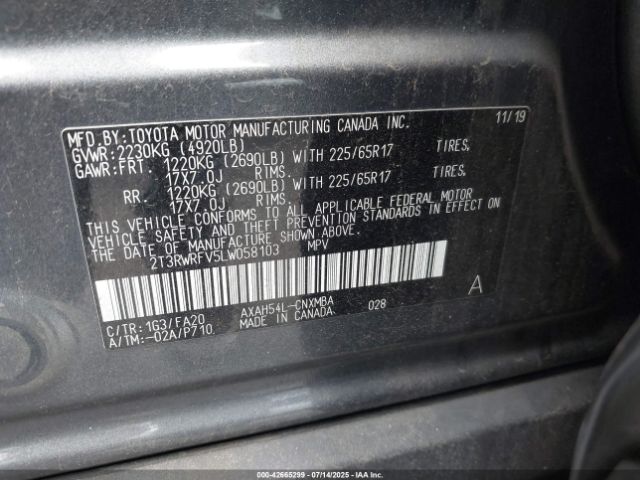 MFD. BY: TOYOTA MOTOR MANUFACTURING CANADA INC. 11/19
GVWR: 2230KG (4920LB)
GAWR: FRT. 1220KG (2690LB) WITH 225/65R17 TIRES,
17X7.0J RIMS.
RR. 1220KG (2690LB) WITH 225/65R17 TIRES,
17X7.0J RIMS.
THIS VEHICLE CONFORMS TO ALL APPLICABLE FEDERAL MOTOR
VEHICLE SAFETY AND THEFT PREVENTION STANDARDS IN EFFECT ON
THE DATE OF MANUFACTURE SHOWN ABOVE.
2T3RWRFV5LW058103 MPV
A
C/TR: 1G3/FA20 AXAH54L-CNXMBA 028
A/TM: -02A/P710 MADE IN CANADA
000-42665299 07/14/2025 IAAI.CA